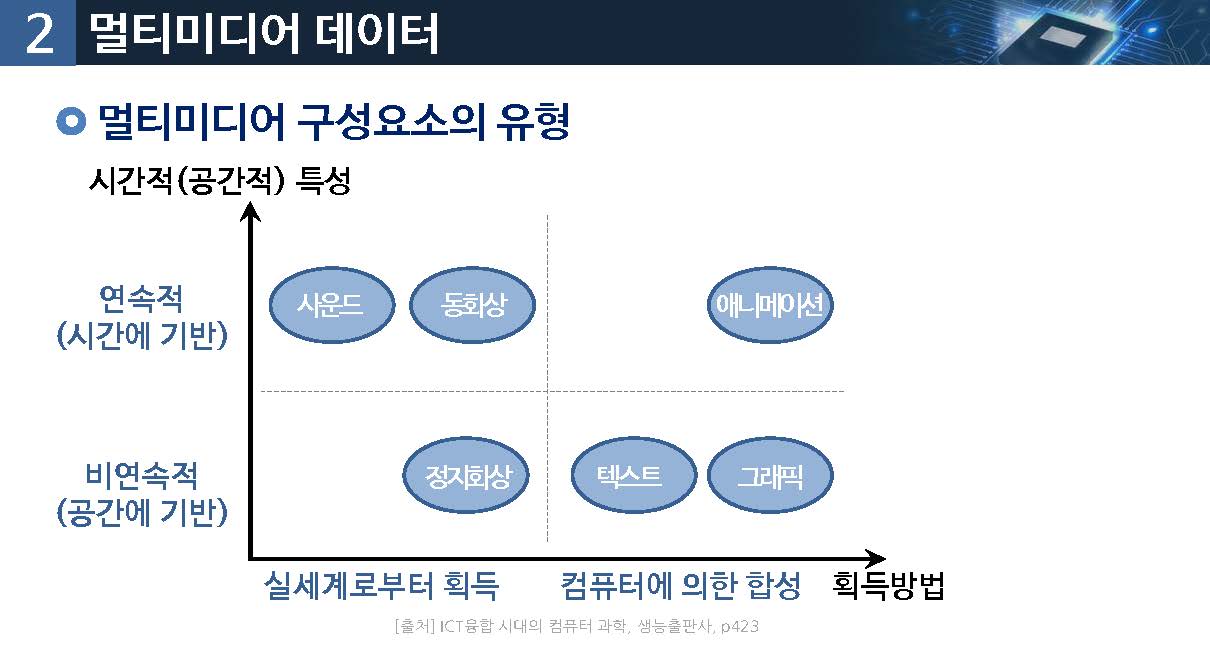 2 멀티미디어 데이터
멀티미디어 구성요소의 유형
시간적(공간적) 특성
연속적
(시간에 기반)
사운드 동화상 애니메이션
비연속적
(공간에 기반)
정지화상 텍스트 그래픽
실세계로부터 획득 컴퓨터에 의한 합성 획득방법
[출처] ICT융합 시대의 컴퓨터 과학, 생능출판사, p423